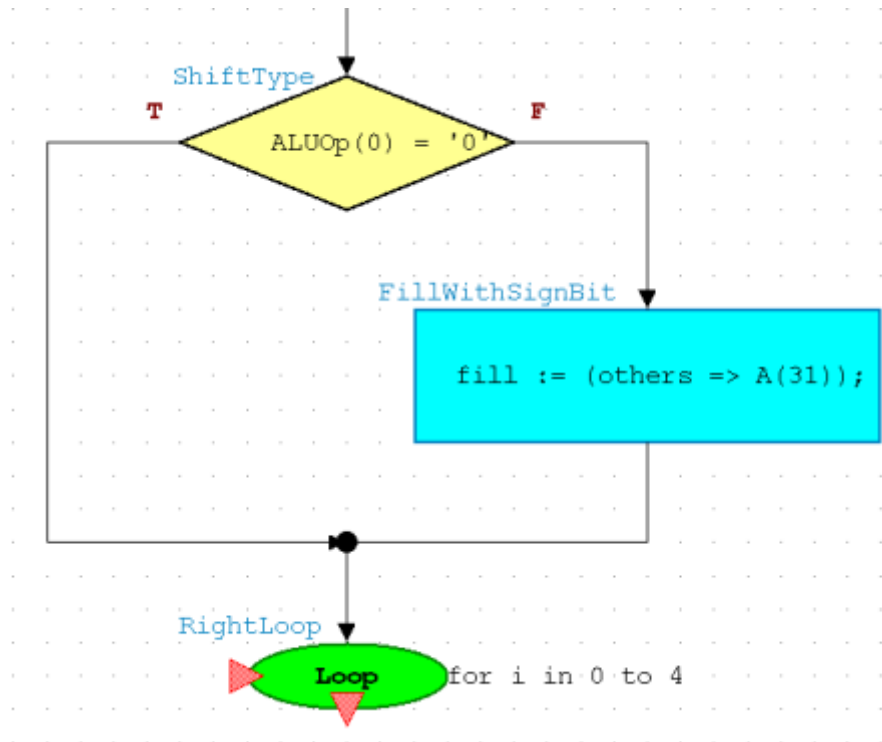 ShiftType
T
F
ALUOp(0) = '0'
FillWithSignBit
fill := (others => A(31));
RightLoop
Loop
for i in 0 to 4